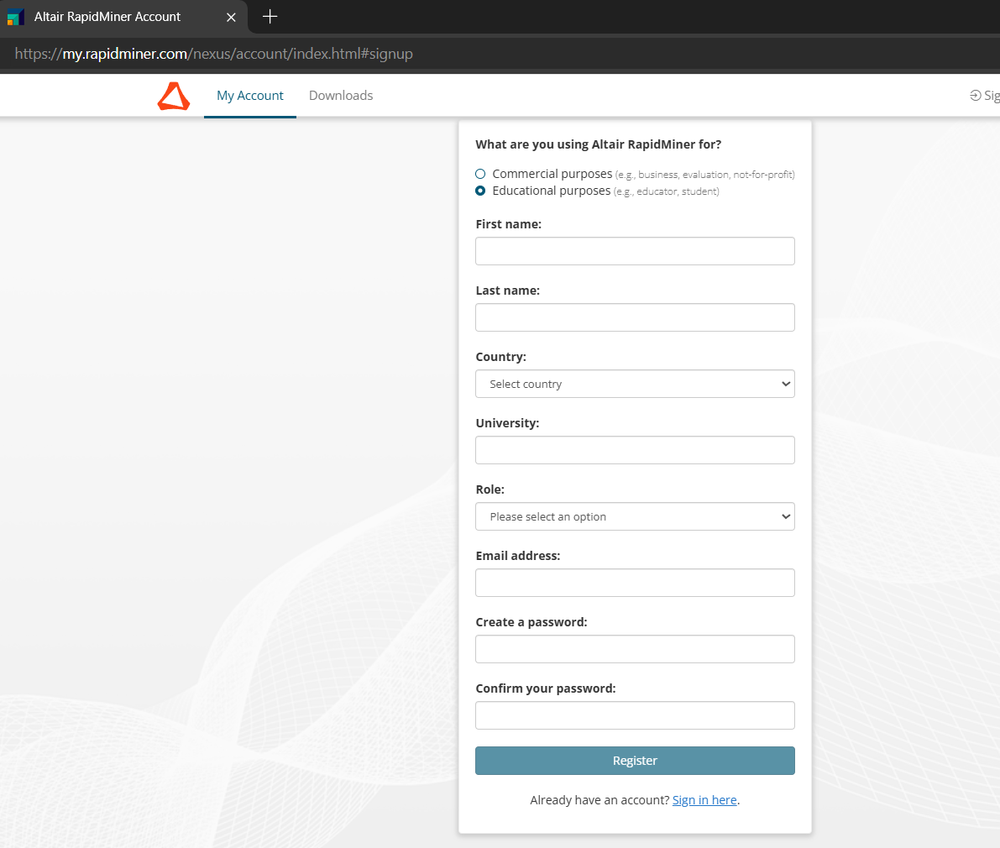 Altair RapidMiner Account
https://my.rapidminer.com/nexus/account/index.html#signup
My Account Downloads
What are you using Altair RapidMiner for?
Commercial purposes (e.g., business, evaluation, not-for-profit)
Educational purposes (e.g., educator, student)
First name:
Last name:
Country:
Select country
University:
Role:
Please select an option
Email address:
Create a password:
Confirm your password:
Register
Already have an account? Sign in here.